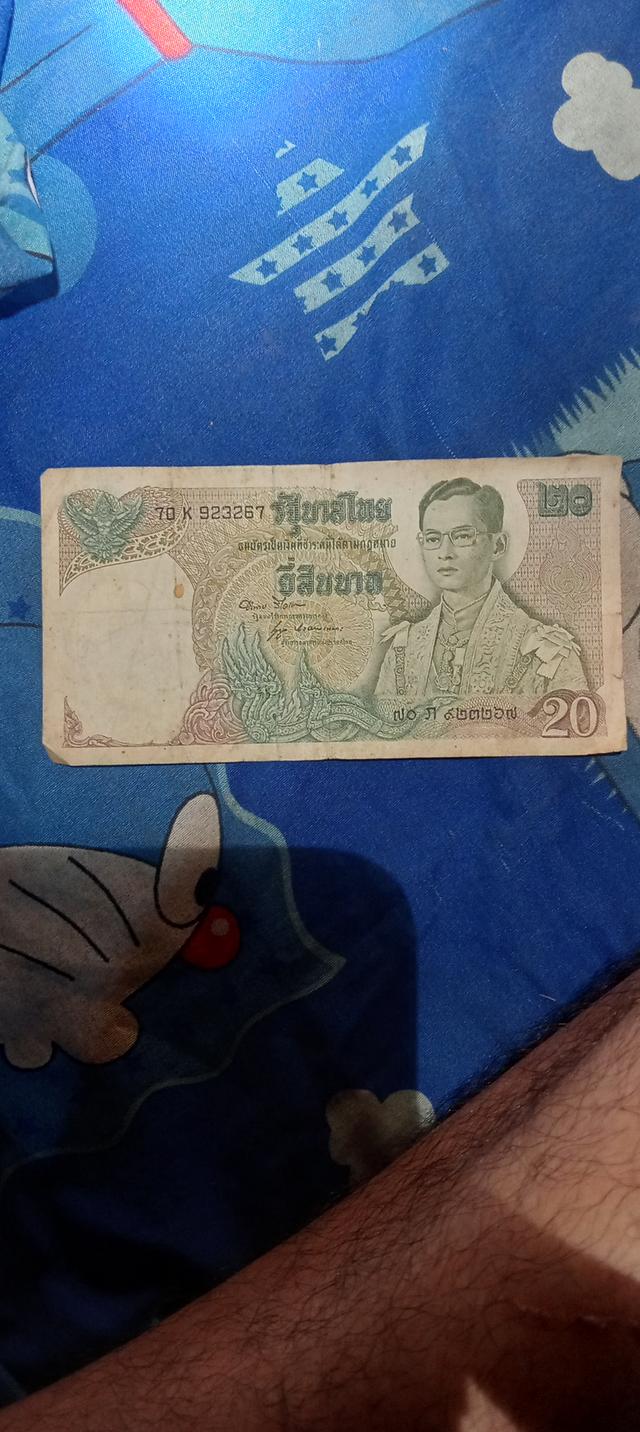 70 K 923267
รัฐบาลไทย
๒๐
ธนบัตรเป็นเงินที่ชำระหนี้ได้ตามกฎหมาย
ยี่สิบบาท
๗๐ ภ ๙๒๓๒๖๗
20